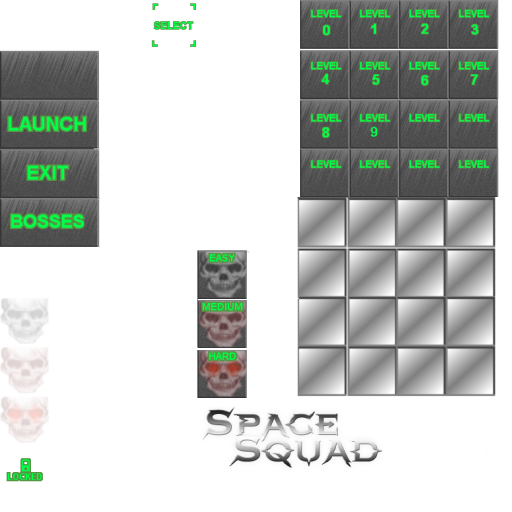 SELECT
LEVEL LEVEL LEVEL LEVEL
0 1 2 3
LEVEL LEVEL LEVEL LEVEL
4 5 6 7
LEVEL LEVEL LEVEL LEVEL
8 9
LEVEL LEVEL LEVEL LEVEL
LAUNCH
EXIT
BOSSES
EASY
MEDIUM
HARD
SPACE
SQUAD
LOCKED